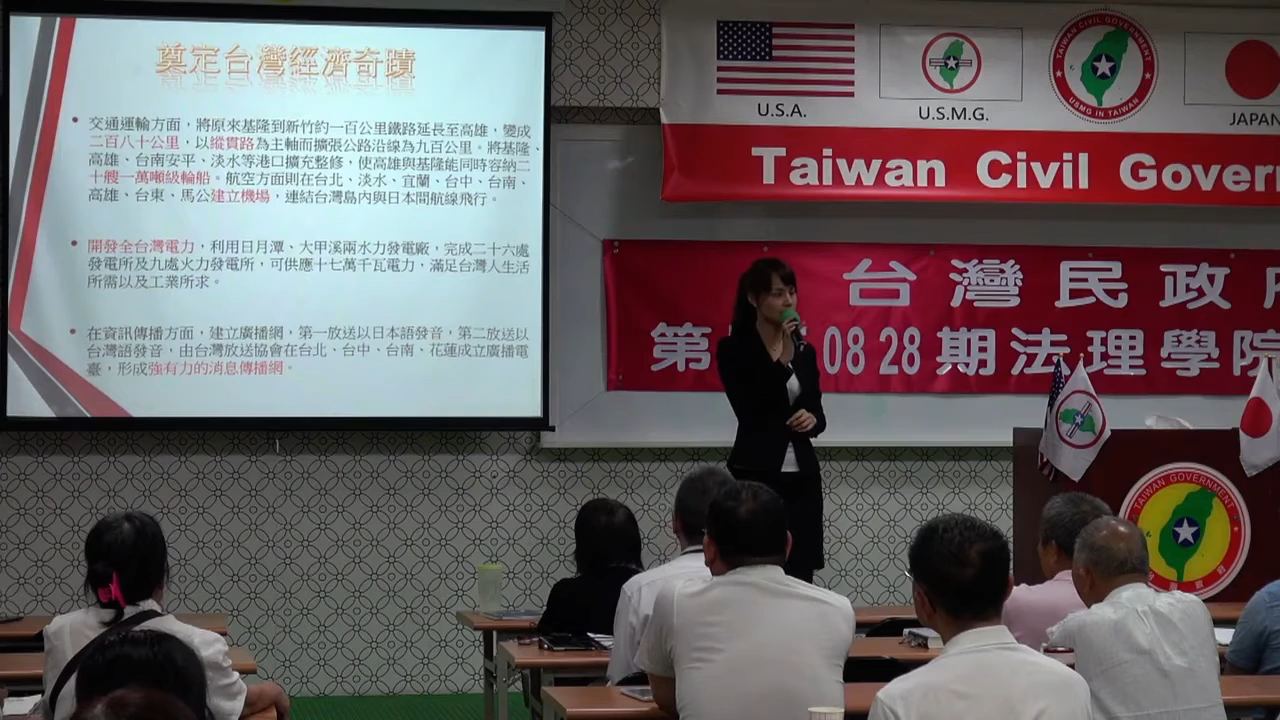 奠定台灣經濟奇蹟
• 交通運輸方面，將原來基隆到新竹約一百公里鐵路延長至高雄，變成
二百八十公里，以縱貫路為主軸而擴張公路沿線為九百公里。將基隆、
高雄、台南安平、淡水等港口擴充整修，使高雄與基隆能同時容納二
十艘一萬噸級輪船。航空方面則在台北、淡水、宜蘭、台中、台南、
高雄、台東、馬公建立機場，連結台灣島內與日本間航線飛行。
• 開發全台灣電力，利用日月潭、大甲溪兩水力發電廠，完成二十六處
發電所及九處火力發電所，可供應十七萬千瓦電力，滿足台灣人生活
所需以及工業所求。
• 在資訊傳播方面，建立廣播網，第一放送以日本語發音，第二放送以
台灣語發音，由台灣放送協會在台北、台中、台南、花蓮成立廣播電
臺，形成強有力的消息傳播網。
U.S.A.
U.S.M.G.
TAIWAN CIVIL GOVERNMENT
USMG IN TAIWAN
JAPAN
Taiwan Civil Gover
台灣民政府
第 08 28 期法理學院
TAIWAN GOVERNMENT